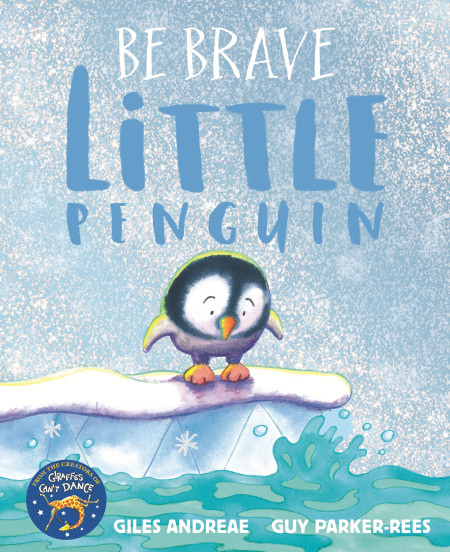 BE BRAVE
LiTTLE
PENGUIN
FROM THE CREATORS OF
GIRAFFES
CAN'T DANCE
GILES ANDREAE GUY PARKER-REES